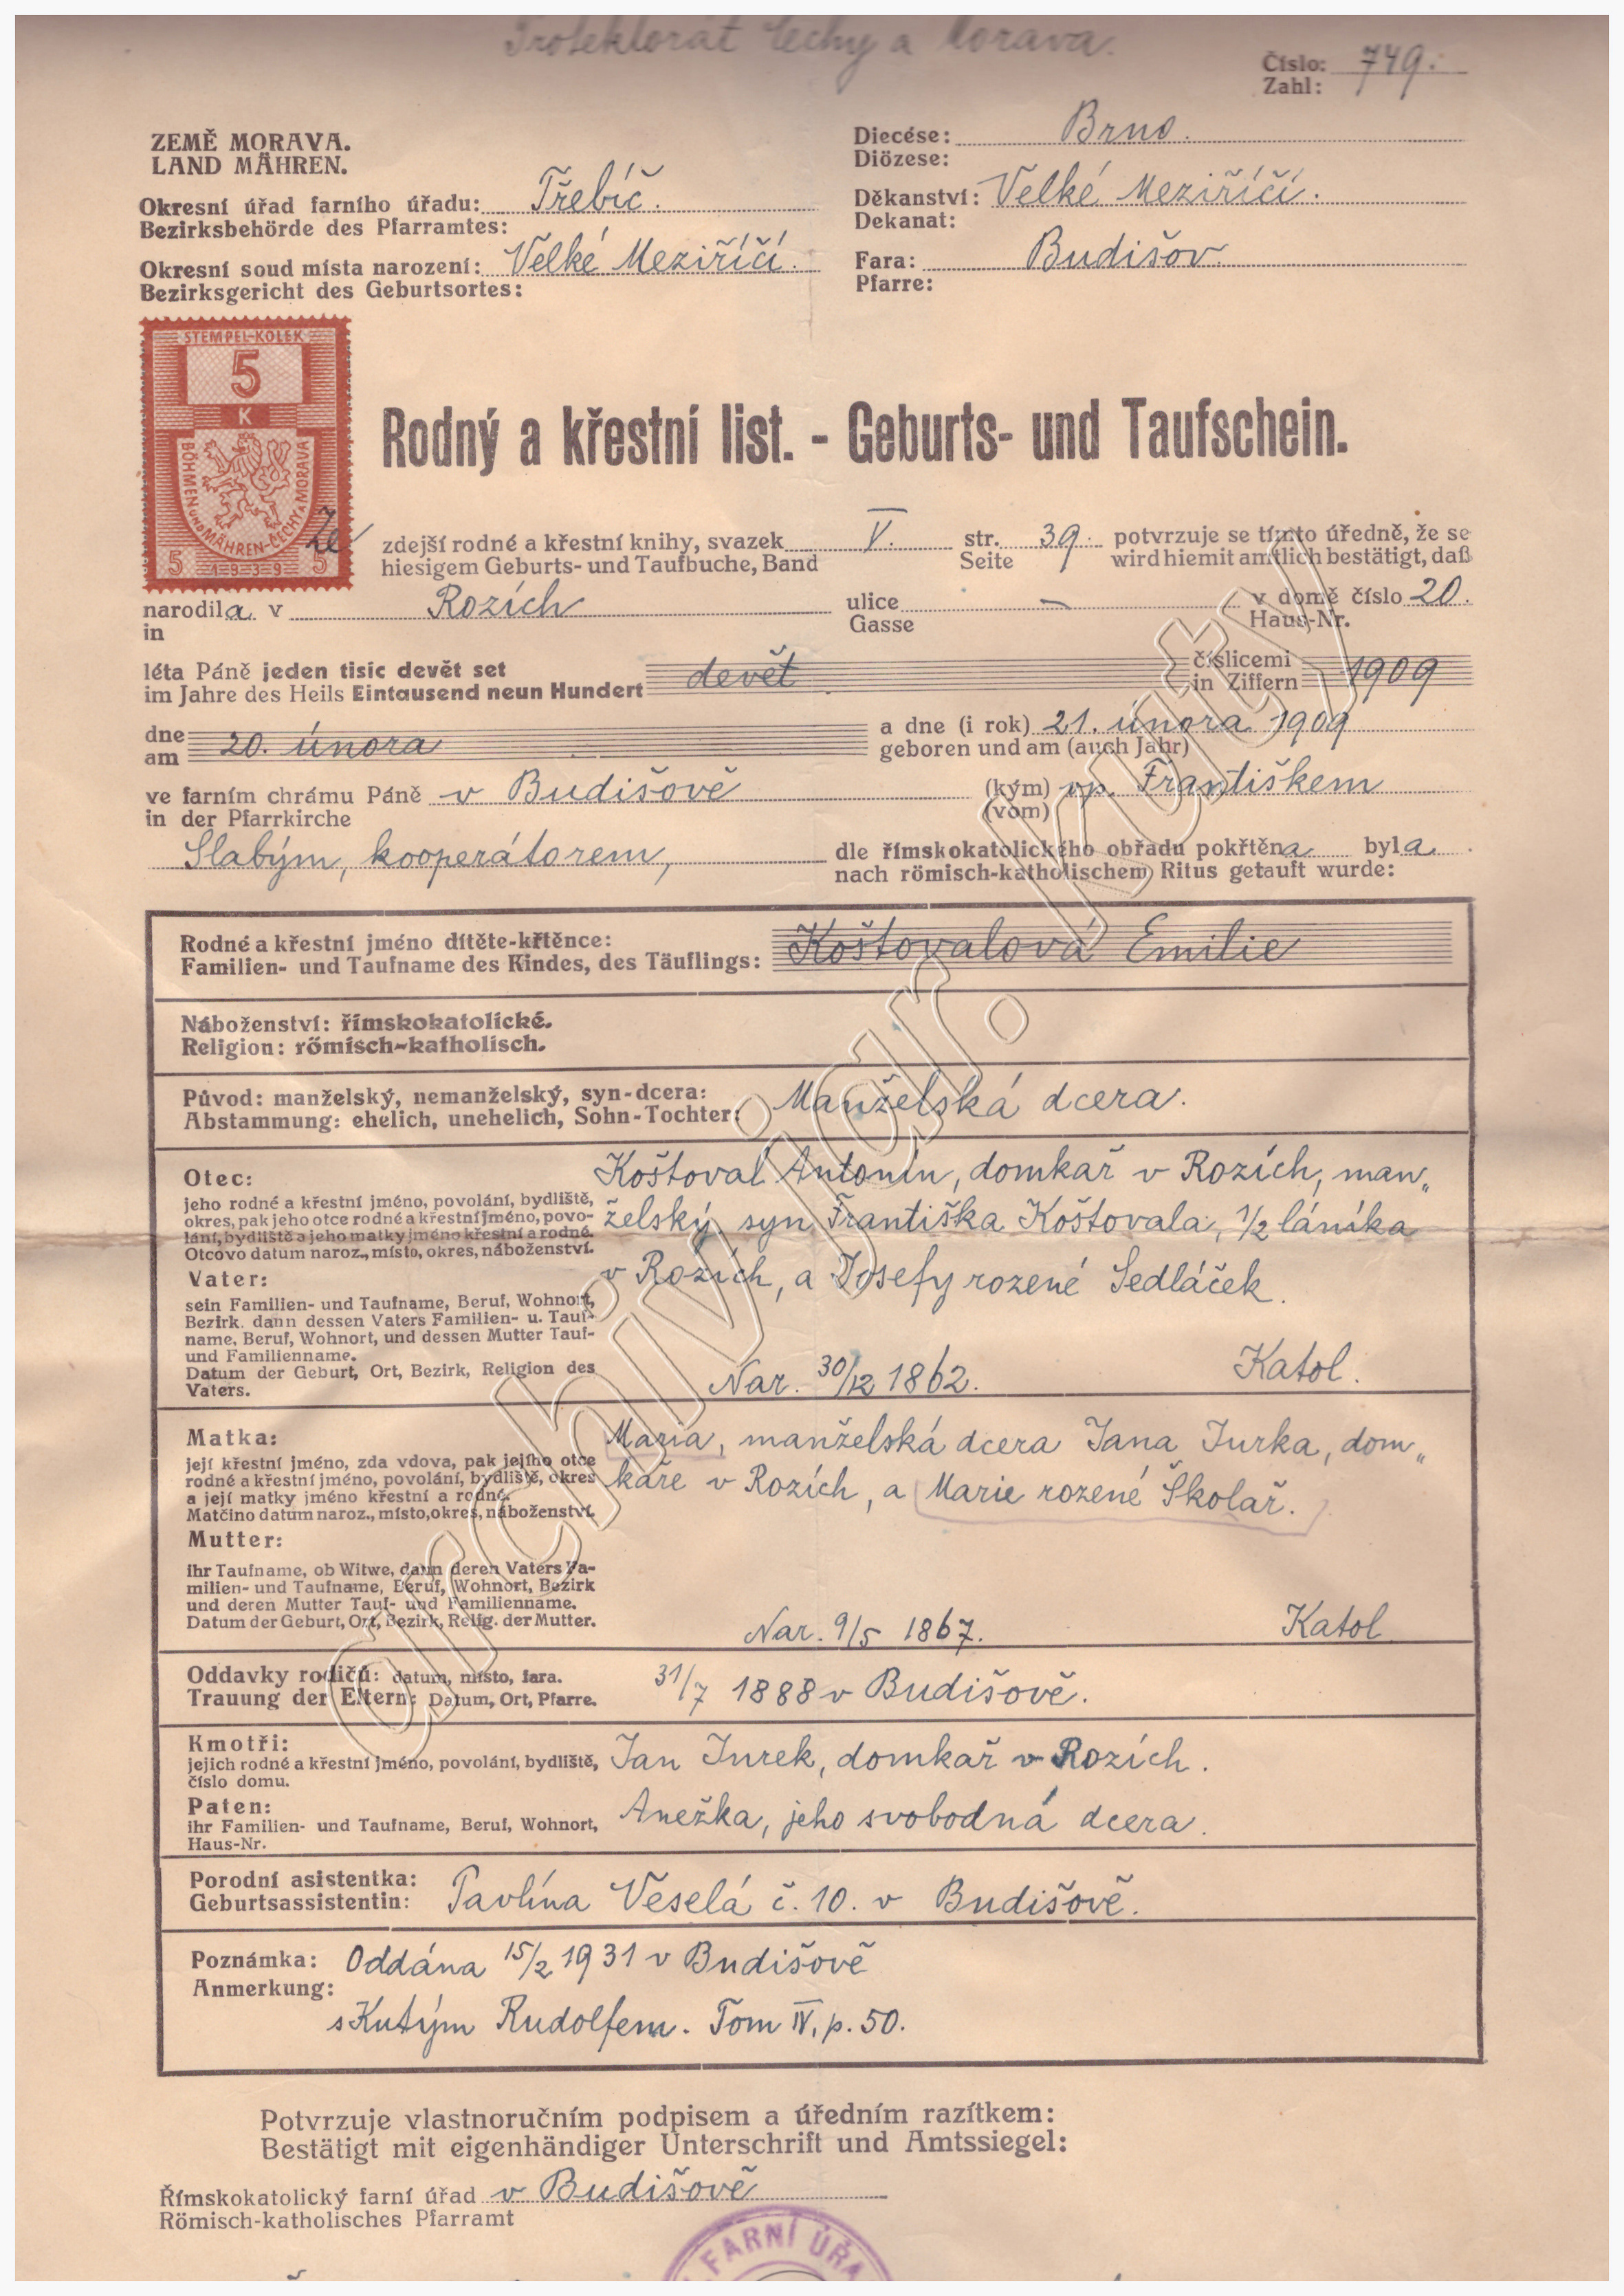 Protektorát Čechy a Morava.
Číslo: 749.
Zahl:
ZEMĚ MORAVA.
LAND MÄHREN.
Diecése: Brno.
Diözese:
Okresní úřad farního úřadu: Třebíč.
Bezirksbehörde des Pfarramtes:
Děkanství: Velké Meziříčí.
Dekanat:
Okresní soud místa narození: Velké Meziříčí.
Bezirksgericht des Geburtsortes:
Fara: Budišov.
Pfarre:
STEMPEL-KOLEK
5
K
BÖHMEN UND MÄHREN-ČECHY A MORAVA
5 1939 5
Rodný a křestní list. - Geburts- und Taufschein.
Ze zdejší rodné a křestní knihy, svazek V. str. 39. potvrzuje se tímto úředně, že se
hiesigem Geburts- und Taufbuche, Band Seite wird hiemit amtlich bestätigt, daß
narodila v Rozích ulice — v domě číslo 20.
in Gasse Haus-Nr.
léta Páně jeden tisíc devět set devět číslicemi 1909
im Jahre des Heils Eintausend neun Hundert in Ziffern
dne 20. února a dne (i rok) 21. února 1909
am geboren und am (auch Jahr)
ve farním chrámu Páně v Budišově (kým) vp. Františkem
in der Pfarrkirche (vom)
Slabým, kooperátorem, dle římskokatolického obřadu pokřtěna byla
nach römisch-katholischem Ritus getauft wurde:
Rodné a křestní jméno dítěte-křtěnce: Koštovalová Emilie
Familien- und Taufname des Kindes, des Täuflings:
Náboženství: římskokatolické.
Religion: römisch-katholisch.
Původ: manželský, nemanželský, syn-dcera: Manželská dcera.
Abstammung: ehelich, unehelich, Sohn-Tochter:
Otec: Koštoval Antonín, domkař v Rozích, man„
jeho rodné a křestní jméno, povolání, bydliště,
okres, pak jeho otce rodné a křestní jméno, povo- želský syn Františka Koštovala, 1/2 láníka
lání, bydliště a jeho matky jméno křestní a rodné.
Otcovo datum naroz., místo, okres, náboženství.
Vater: v Rozích, a Josefy rozené Sedláček.
sein Familien- und Taufname, Beruf, Wohnort,
Bezirk. dann dessen Vaters Familien- u. Tauf-
name, Beruf, Wohnort, und dessen Mutter Tauf-
und Familienname.
Datum der Geburt, Ort, Bezirk, Religion des Nar. 30/12 1862. Katol.
Vaters.
Matka: Maria, manželská dcera Jana Jurka, dom„
její křestní jméno, zda vdova, pak jejího otce
rodné a křestní jméno, povolání, bydliště, okres káře v Rozích, a Marie rozené Školař.
a její matky jméno křestní a rodné.
Matčino datum naroz., místo, okres, náboženství.
Mutter:
ihr Taufname, ob Witwe, dann deren Vaters Fa-
milien- und Taufname, Beruf, Wohnort, Bezirk
und deren Mutter Tauf- und Familienname.
Datum der Geburt, Ort, Bezirk, Relig. der Mutter. Nar. 9/5 1867. Katol
Oddavky rodičů: datum, místo, fara. 31/7 1888 v Budišově.
Trauung der Eltern: Datum, Ort, Pfarre.
Kmotři:
jejich rodné a křestní jméno, povolání, bydliště, Jan Jurek, domkař v Rozích.
číslo domu.
Paten:
ihr Familien- und Taufname, Beruf, Wohnort, Anežka, jeho svobodná dcera.
Haus-Nr.
Porodní asistentka: Pavlína Veselá č. 10. v Budišově.
Geburtsassistentin:
Poznámka: Oddána 15/2 1931 v Budišově
Anmerkung:
s Kutým Rudolfem. Tom IV, p. 50.
Potvrzuje vlastnoručním podpisem a úředním razítkem:
Bestätigt mit eigenhändiger Unterschrift und Amtssiegel:
Římskokatolický farní úřad v Budišově
Römisch-katholisches Pfarramt
FARNÍ ÚŘA
archiv jar. kutý